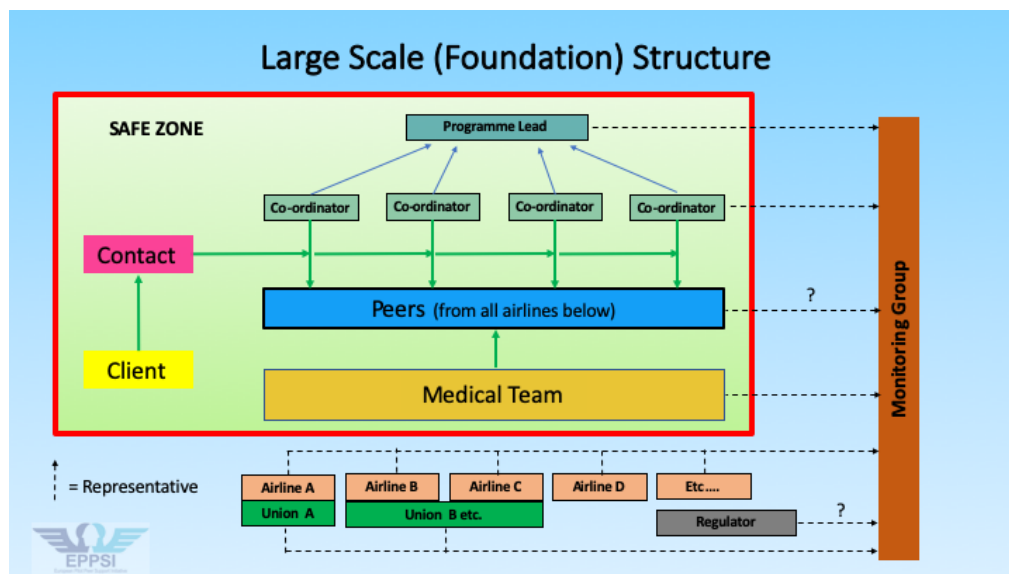 Large Scale (Foundation) Structure
SAFE ZONE
Programme Lead
Co-ordinator
Co-ordinator
Co-ordinator
Co-ordinator
Contact
Peers (from all airlines below)
?
Client
Medical Team
Monitoring Group
= Representative
Airline A
Airline B
Airline C
Airline D
Etc....
Union A
Union B etc.
Regulator
?
EPPSI